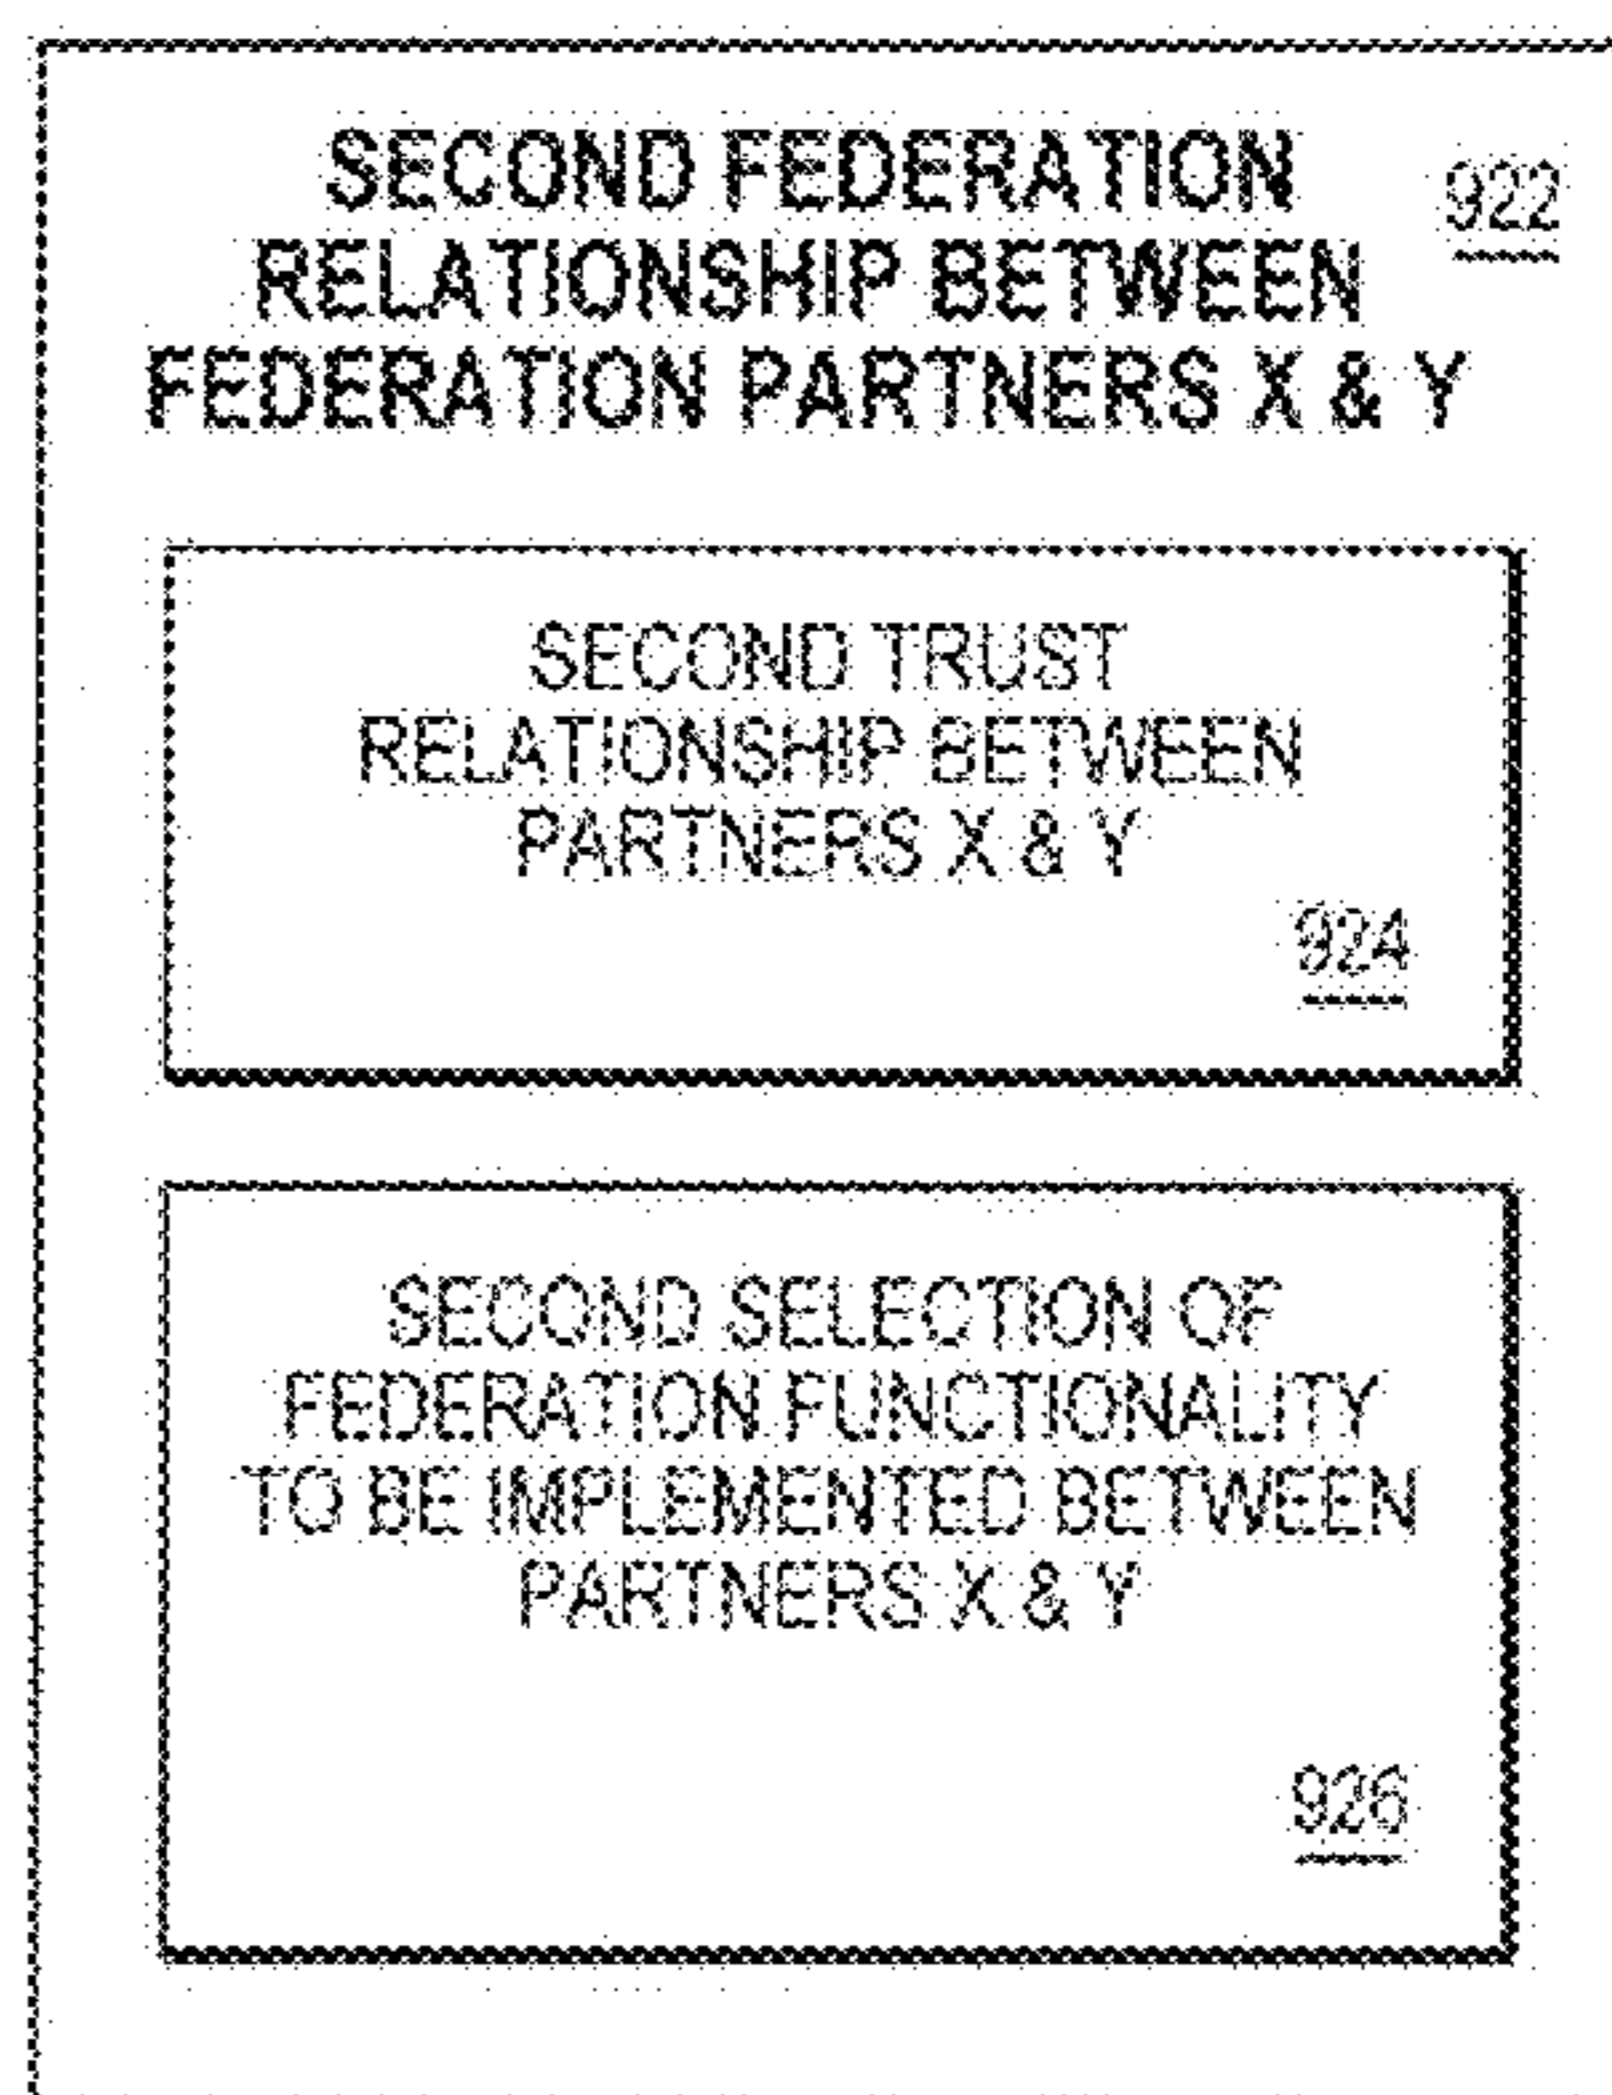 SECOND FEDERATION
922
RELATIONSHIP BETWEEN
FEDERATION PARTNERS X & Y
SECOND TRUST
RELATIONSHIP BETWEEN
PARTNERS X & Y
924
SECOND SELECTION OF
FEDERATION FUNCTIONALITY
TO BE IMPLEMENTED BETWEEN
PARTNERS X & Y
926